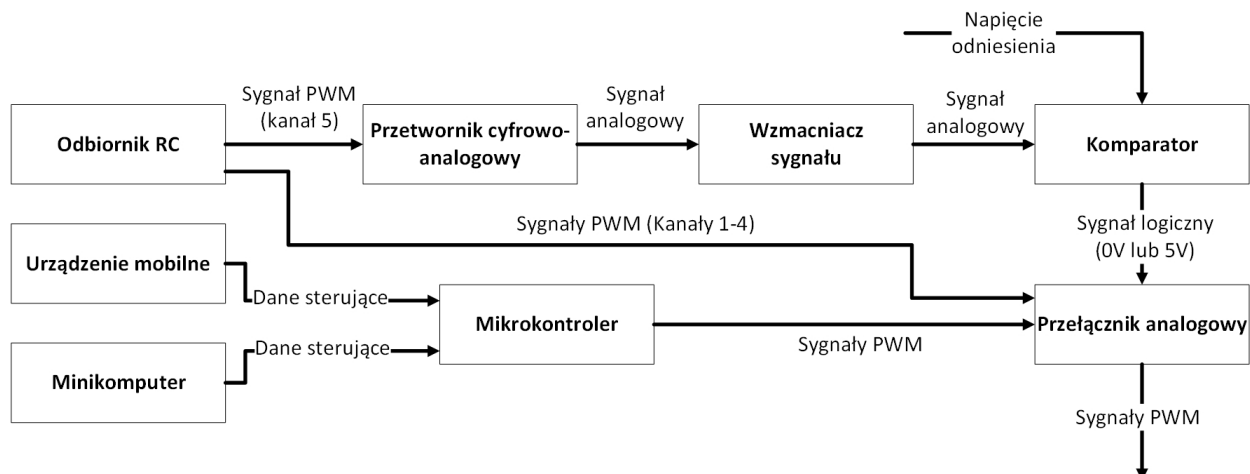 Napięcie
odniesienia
Sygnał PWM
(kanał 5)
Sygnał
analogowy
Sygnał
analogowy
Odbiornik RC
Przetwornik cyfrowo-
analogowy
Wzmacniacz
sygnału
Komparator
Sygnały PWM (Kanały 1-4)
Sygnał logiczny
(0V lub 5V)
Urządzenie mobilne
Dane sterujące
Mikrokontroler
Przełącznik analogowy
Sygnały PWM
Dane sterujące
Minikomputer
Sygnały PWM